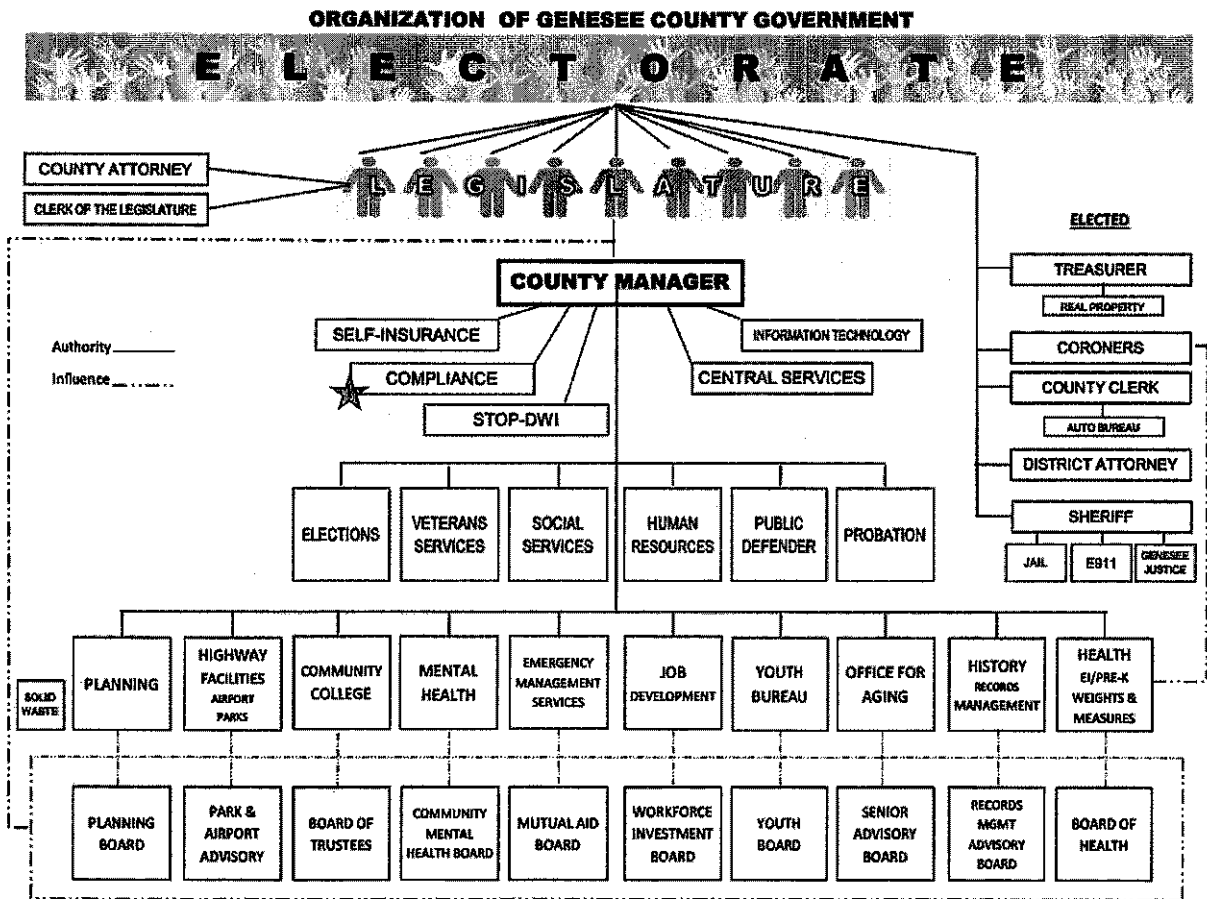 ORGANIZATION OF GENESEE COUNTY GOVERNMENT
ELECTORATE
COUNTY ATTORNEY
CLERK OF THE LEGISLATURE
LEGISLATURE
ELECTED
COUNTY MANAGER
SELF-INSURANCE
INFORMATION TECHNOLOGY
COMPLIANCE
CENTRAL SERVICES
STOP-DWI
Authority
Influence
TREASURER
REAL PROPERTY
CORONERS
COUNTY CLERK
AUTO BUREAU
DISTRICT ATTORNEY
SHERIFF
JAIL
E911
GENESEE
JUSTICE
ELECTIONS
VETERANS
SERVICES
SOCIAL
SERVICES
HUMAN
RESOURCES
PUBLIC
DEFENDER
PROBATION
SOLID
WASTE
PLANNING
HIGHWAY
FACILITIES
AIRPORT
PARKS
COMMUNITY
COLLEGE
MENTAL
HEALTH
EMERGENCY
MANAGEMENT
SERVICES
JOB
DEVELOPMENT
YOUTH
BUREAU
OFFICE FOR
AGING
HISTORY
RECORDS
MANAGEMENT
HEALTH
EI/PRE-K
WEIGHTS &
MEASURES
PLANNING
BOARD
PARK &
AIRPORT
ADVISORY
BOARD OF
TRUSTEES
COMMUNITY
MENTAL
HEALTH BOARD
MUTUAL AID
BOARD
WORKFORCE
INVESTMENT
BOARD
YOUTH
BOARD
SENIOR
ADVISORY
BOARD
RECORDS
MGMT
ADVISORY
BOARD
BOARD OF
HEALTH